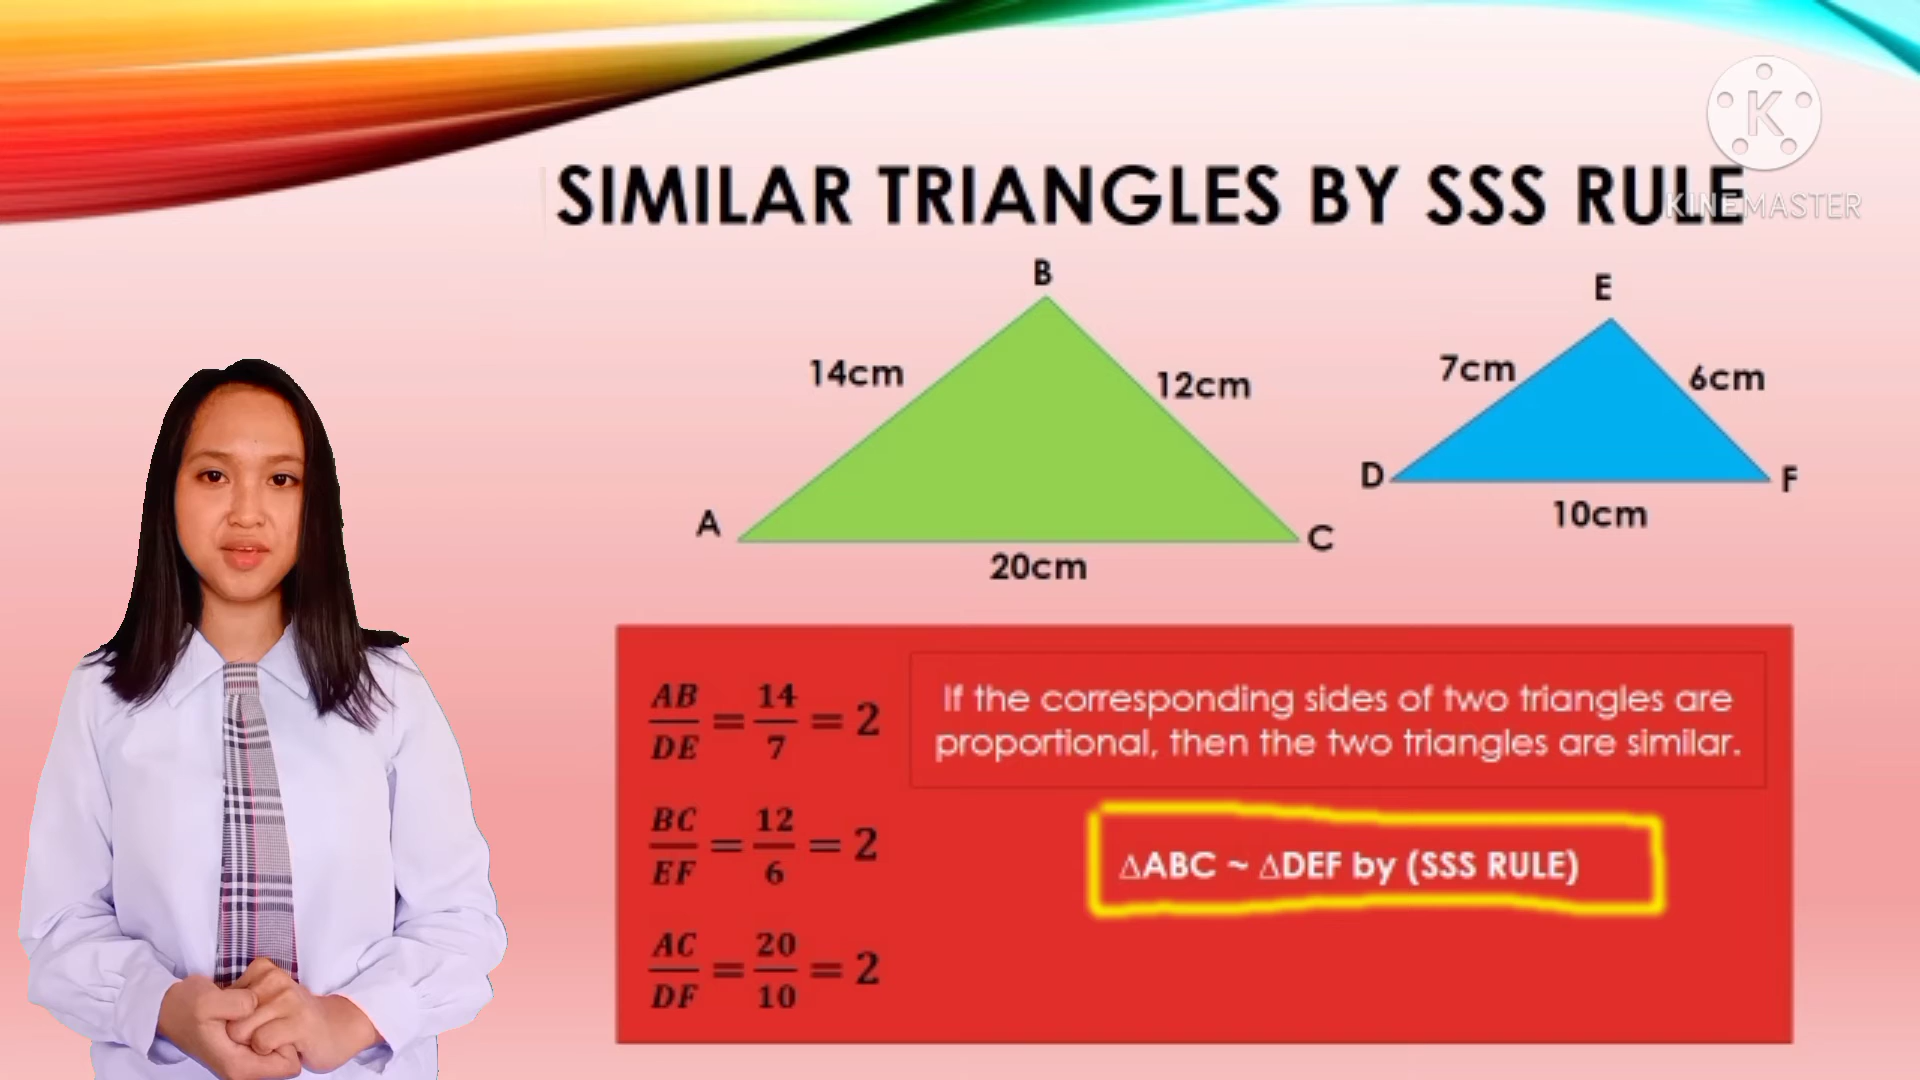 K
KINEMASTER
SIMILAR TRIANGLES BY SSS RULE
B
14cm
12cm
A
C
20cm
E
7cm
6cm
D
F
10cm
AB/DE = 14/7 = 2
BC/EF = 12/6 = 2
AC/DF = 20/10 = 2
If the corresponding sides of two triangles are
proportional, then the two triangles are similar.
∆ABC ~ ∆DEF by (SSS RULE)